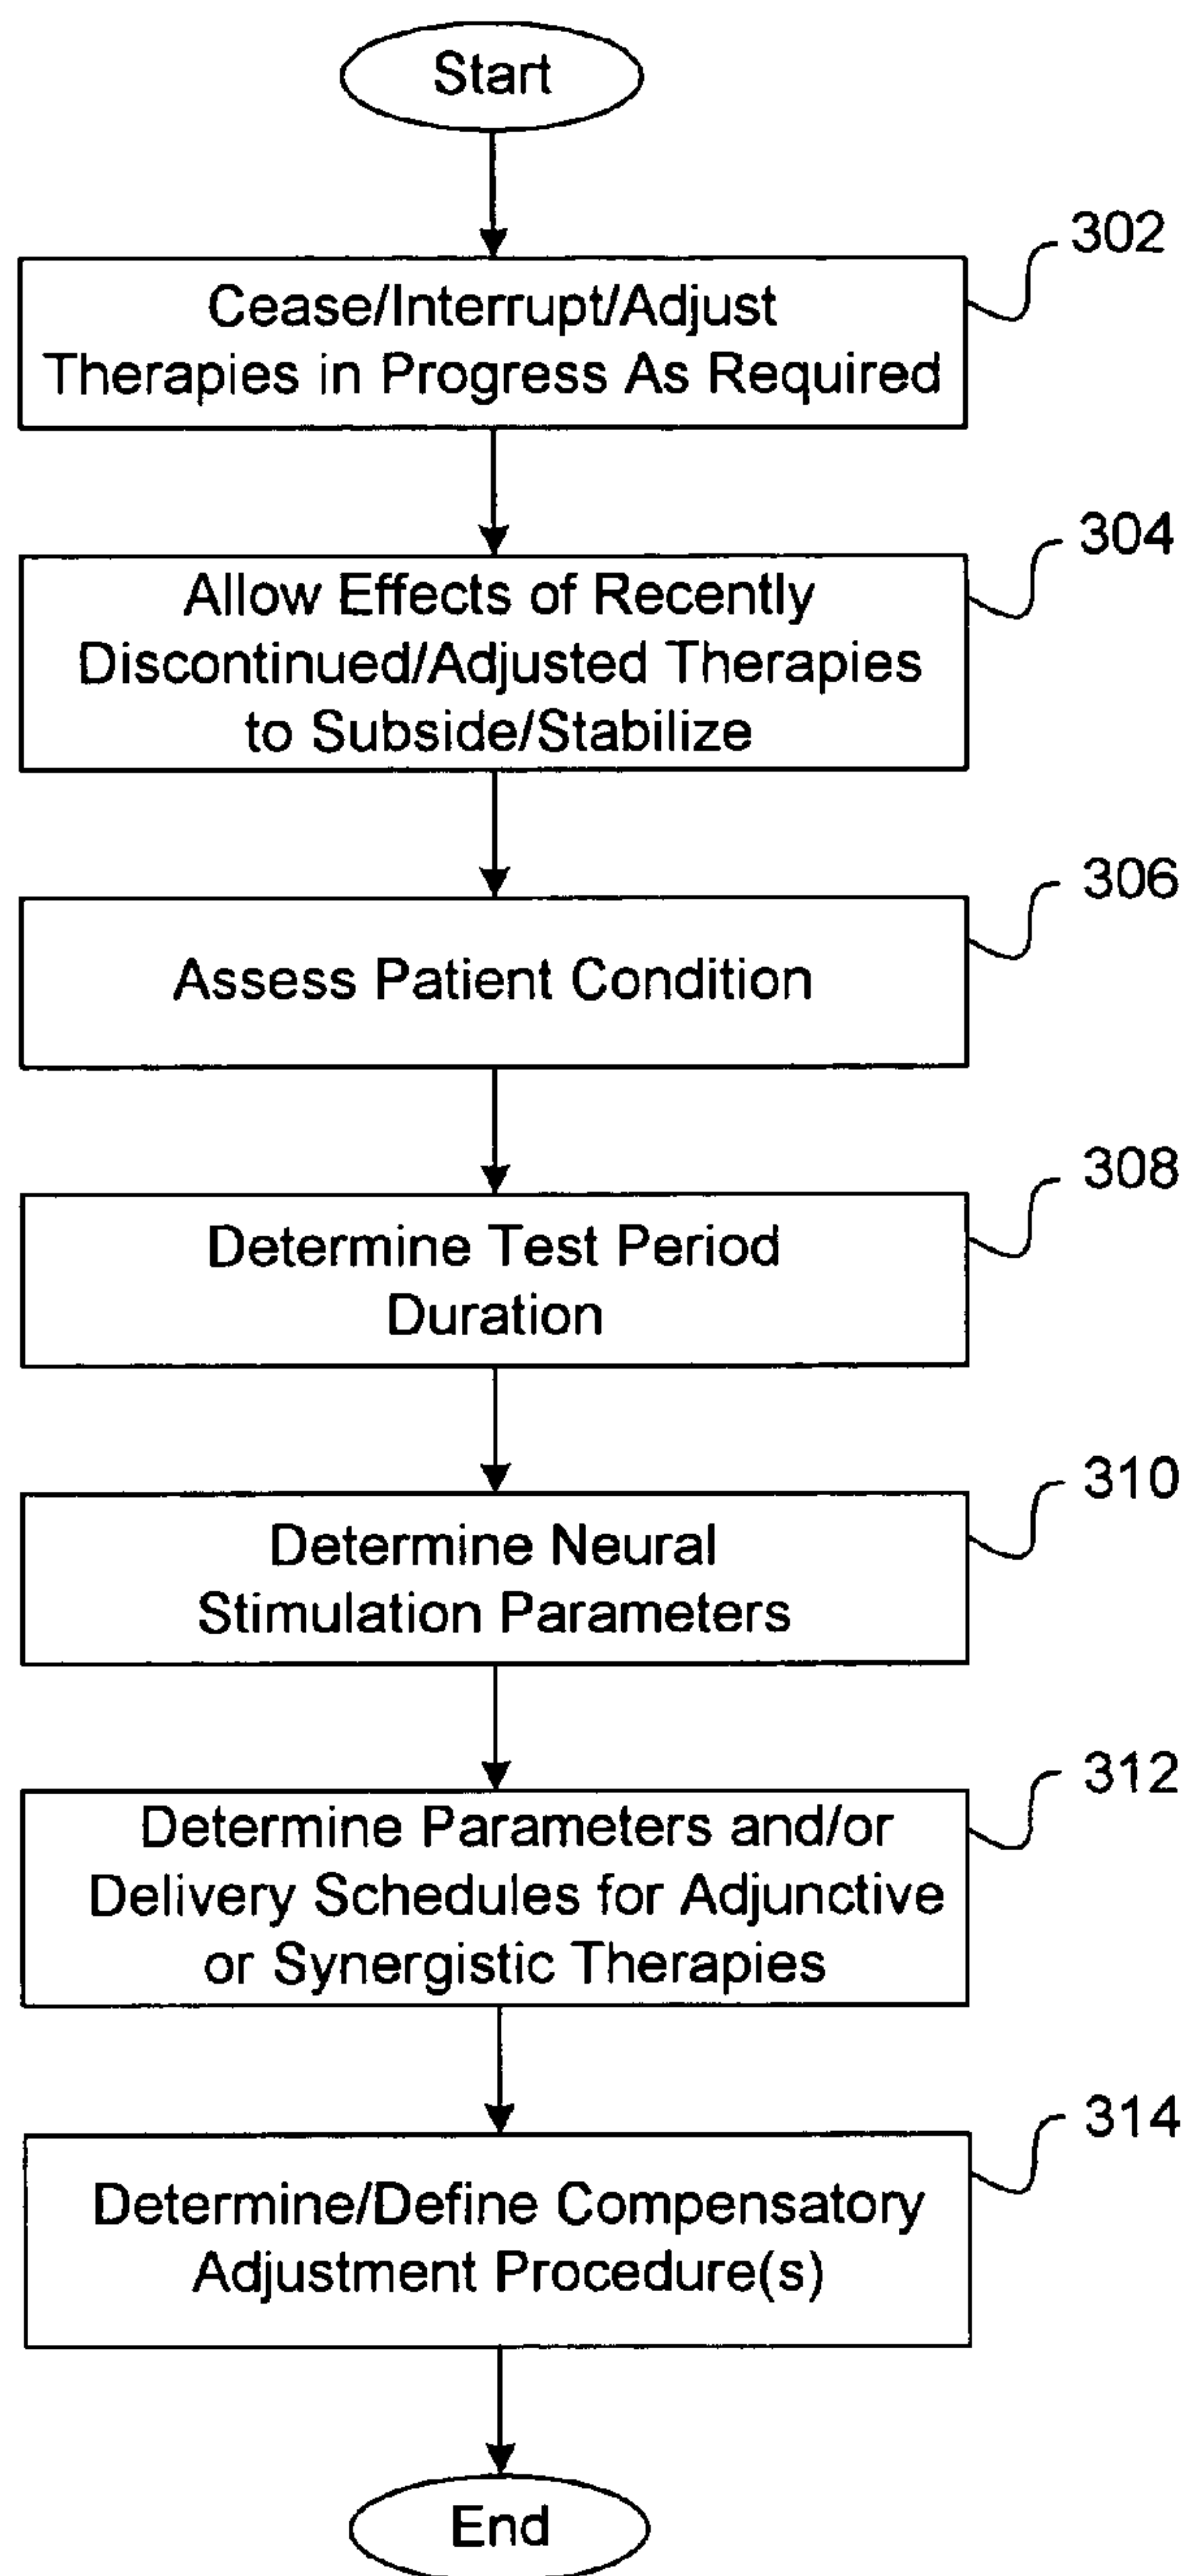 Start
302
Cease/Interrupt/Adjust
Therapies in Progress As Required
304
Allow Effects of Recently
Discontinued/Adjusted Therapies
to Subside/Stabilize
306
Assess Patient Condition
308
Determine Test Period
Duration
310
Determine Neural
Stimulation Parameters
312
Determine Parameters and/or
Delivery Schedules for Adjunctive
or Synergistic Therapies
314
Determine/Define Compensatory
Adjustment Procedure(s)
End